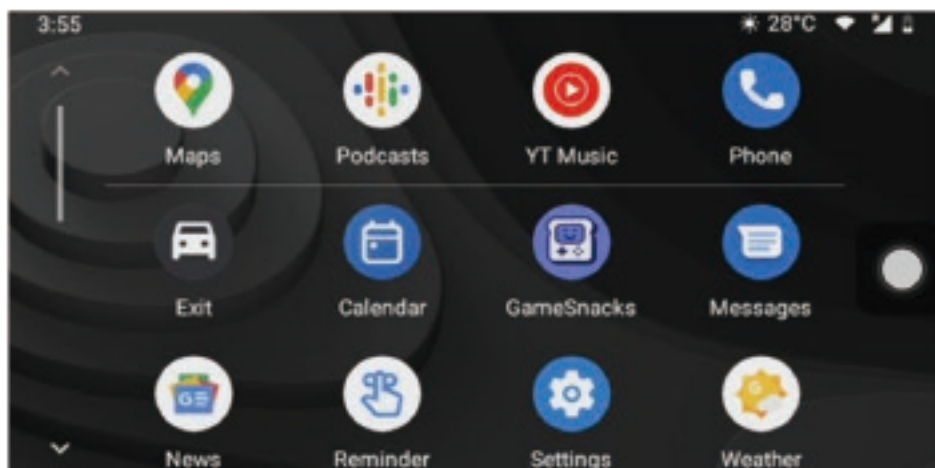 3:55 28°C
Maps Podcasts YT Music Phone
Exit Calendar GameSnacks Messages
G
News Reminder Settings Weather